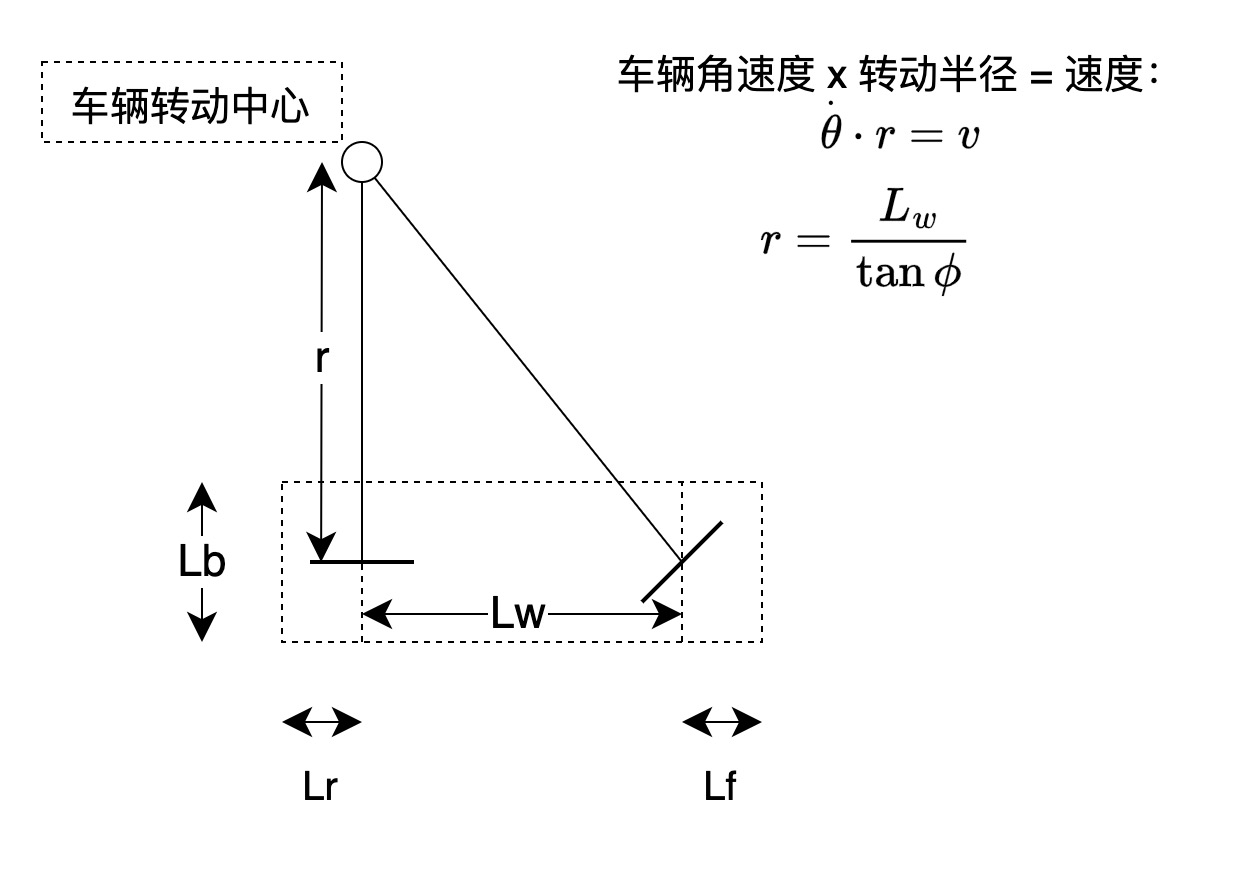 车辆转动中心
车辆角速度 x 转动半径 = 速度：
θ̇ · r = v
r = L_w / tan ϕ
r
Lb
Lw
Lr
Lf